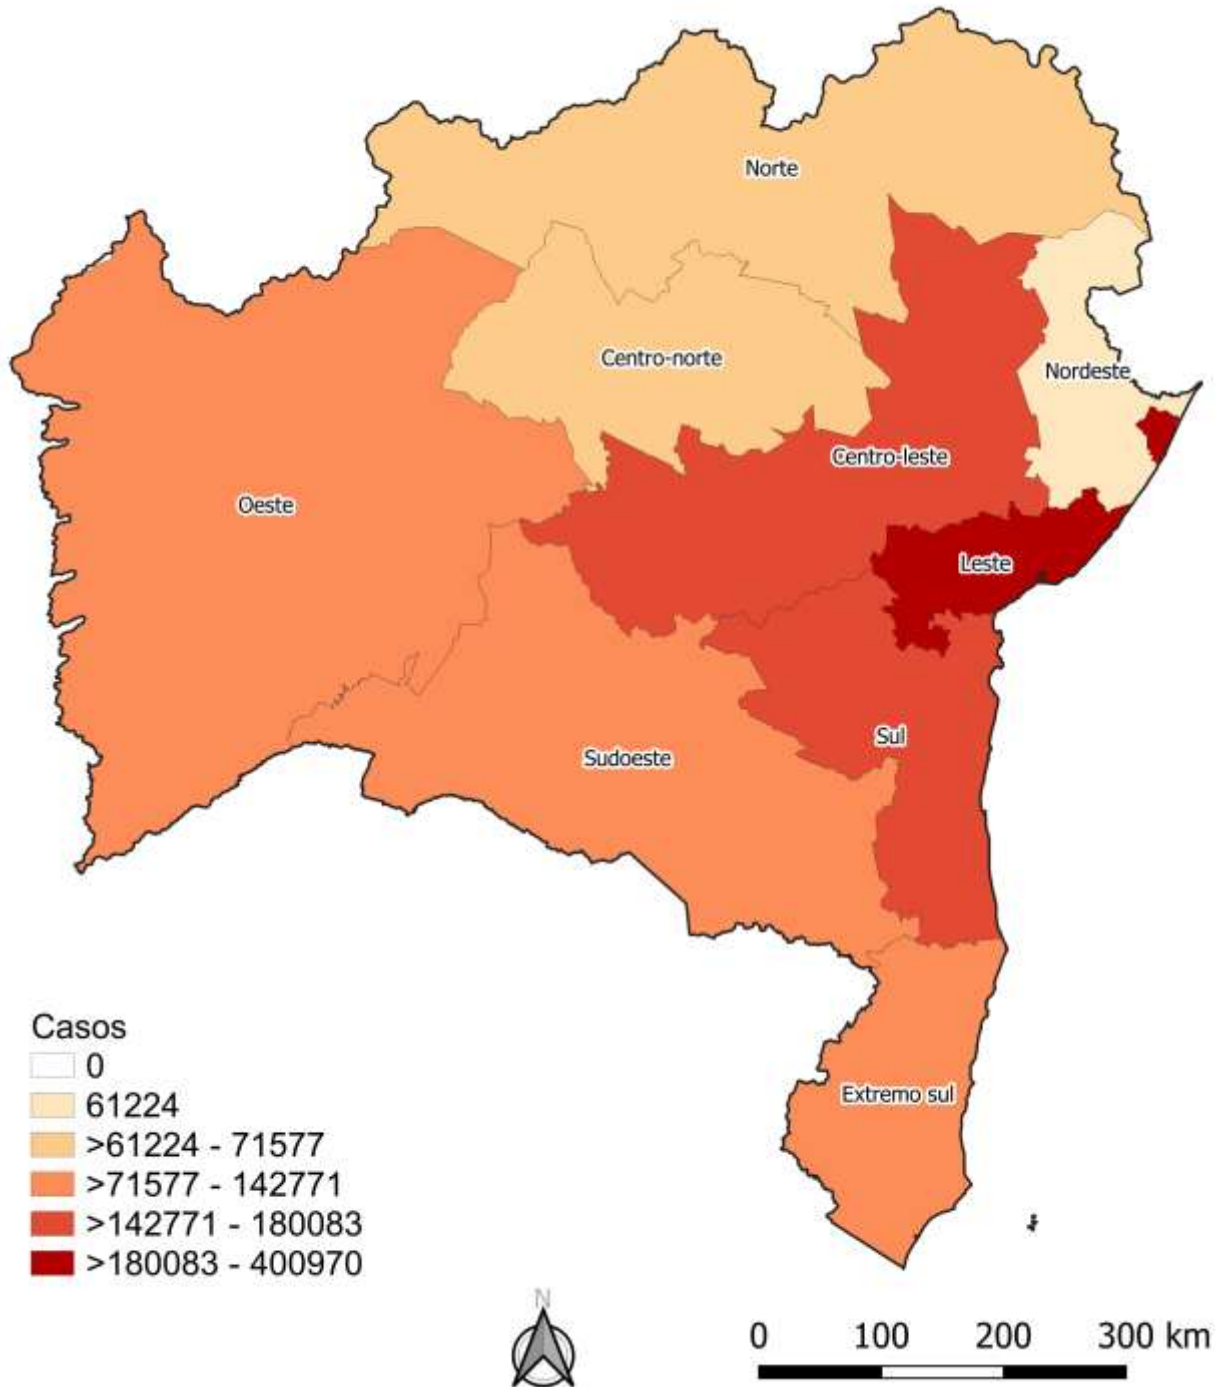 Norte
Centro-norte
Nordeste
Centro-leste
Oeste
Leste
Sul
Sudoeste
Extremo sul
Casos
0
61224
>61224 - 71577
>71577 - 142771
>142771 - 180083
>180083 - 400970
N
0 100 200 300 km